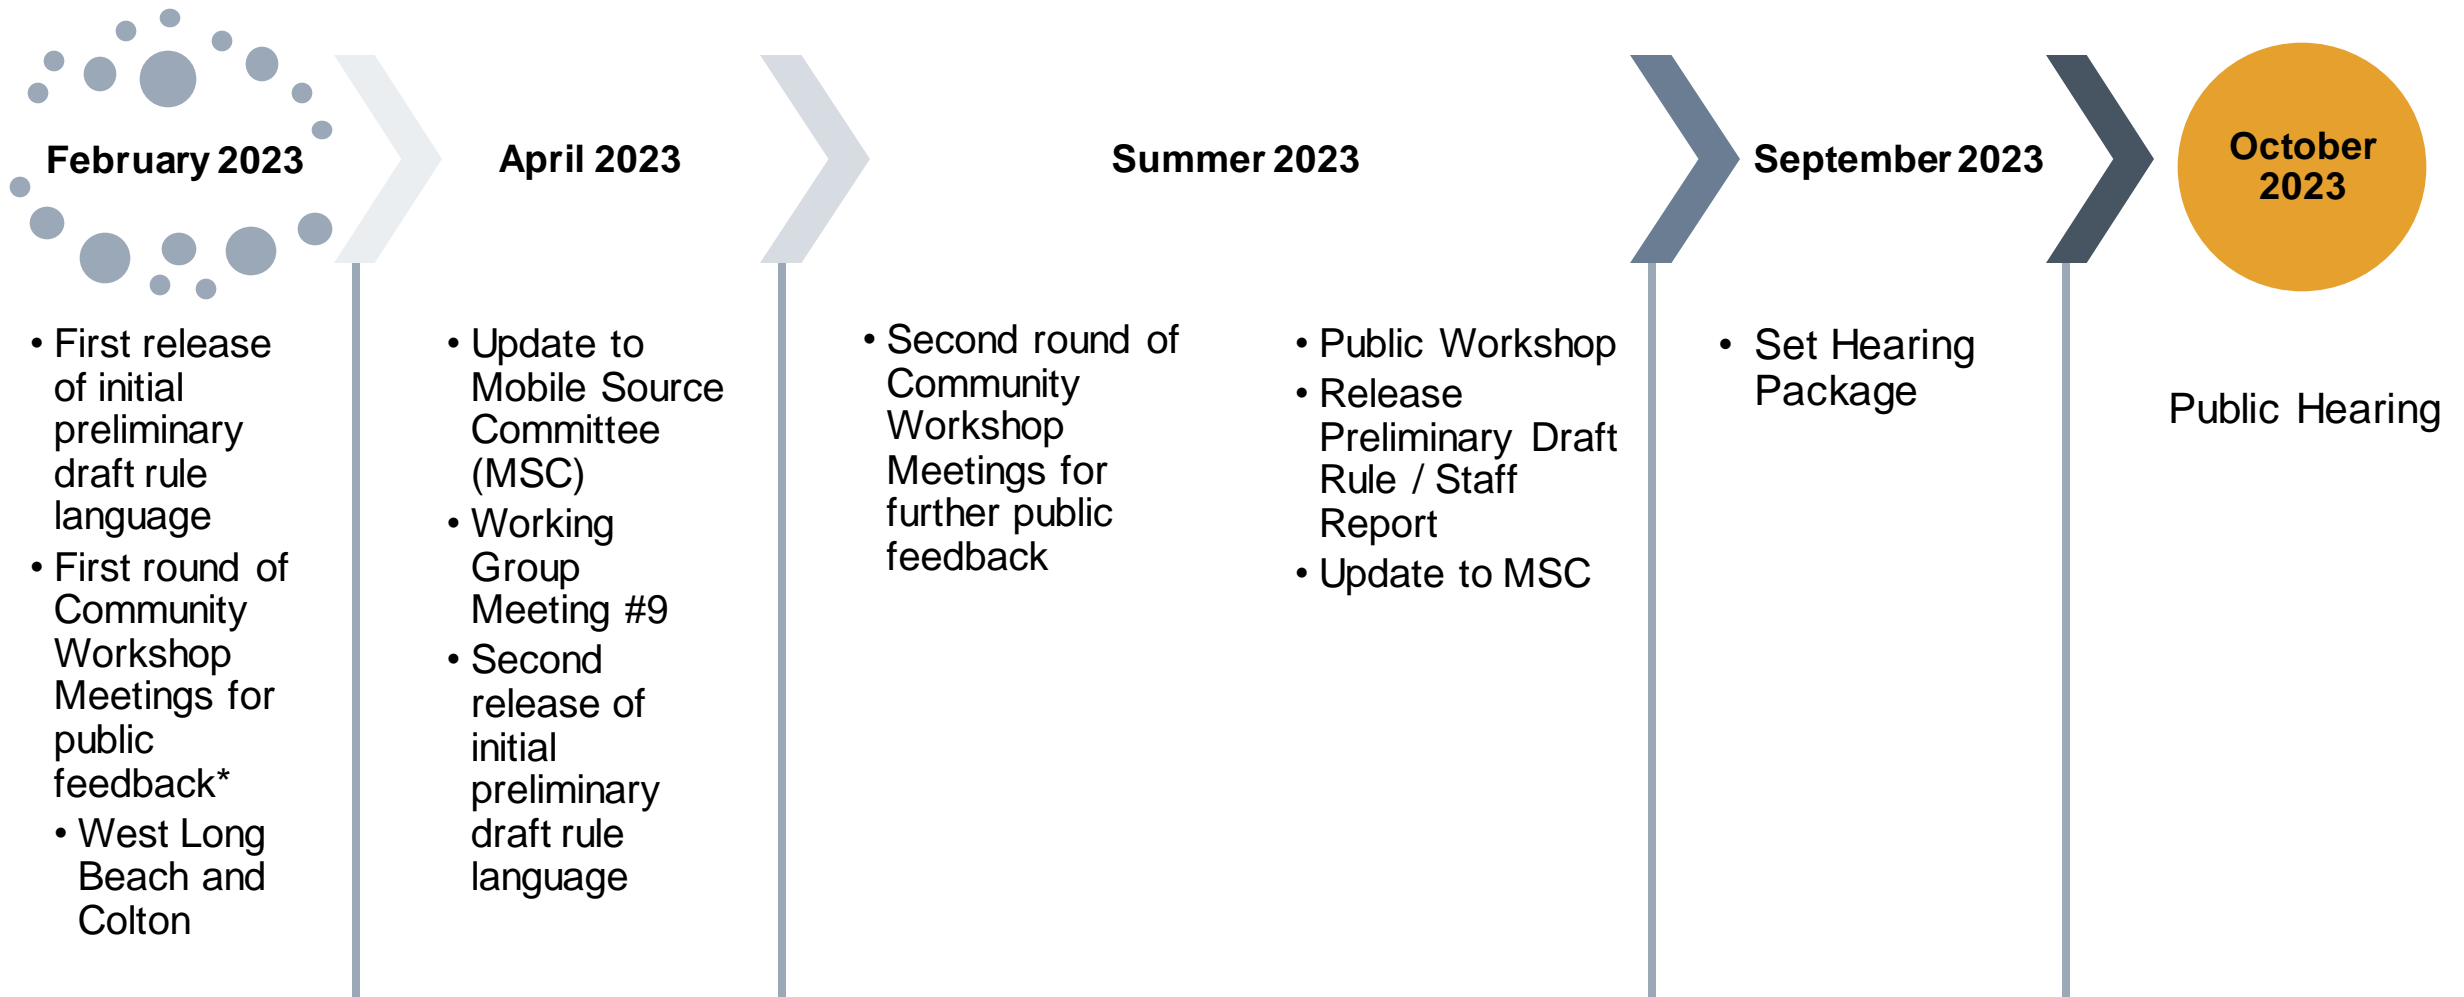 February 2023
April 2023
Summer 2023
September 2023
October
2023
• First release
of initial
preliminary
draft rule
language
• First round of
Community
Workshop
Meetings for
public
feedback*
• West Long
Beach and
Colton
• Update to
Mobile Source
Committee
(MSC)
• Working
Group
Meeting #9
• Second
release of
initial
preliminary
draft rule
language
• Second round of
Community
Workshop
Meetings for
further public
feedback
• Public Workshop
• Release
Preliminary Draft
Rule / Staff
Report
• Update to MSC
• Set Hearing
Package
Public Hearing